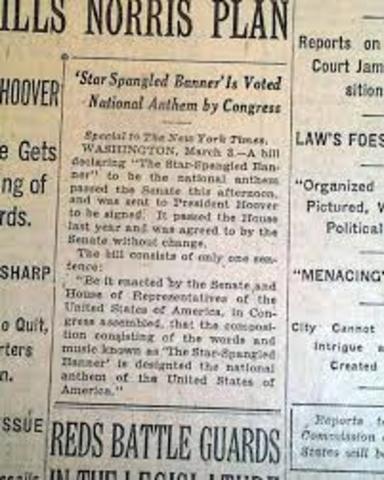 ILLS NORRIS PLAN
HOOVER
e Gets
ng of
rds.
SHARP
o Quit,
rters
n.
ISSUE
'Star Spangled Banner' Is Voted
National Anthem by Congress
Special to The New York Times.
WASHINGTON, March 3.—A bill
declaring "The Star-Spangled Ban-
ner" to be the national anthem
passed the Senate this afternoon,
and was sent to President Hoover
to be signed. It passed the House
last year and was agreed to by the
Senate without change.
The bill consists of only one sen-
tence:
"Be it enacted by the Senate and
House of Representatives of the
United States of America, in Con-
gress assembled, that the composi-
tion consisting of the words and
music known as 'The Star-Spangled
Banner' is designted the national
anthem of the United States of
America."
REDS BATTLE GUARDS
IN THE LEGISLATURE
Reports on
Court Jam
sition
LAW'S FOES
"Organized
Pictured, W
Political
"MENACING"
City Cannot
Intrigue a
Created
Reports to
Commission o
States will be